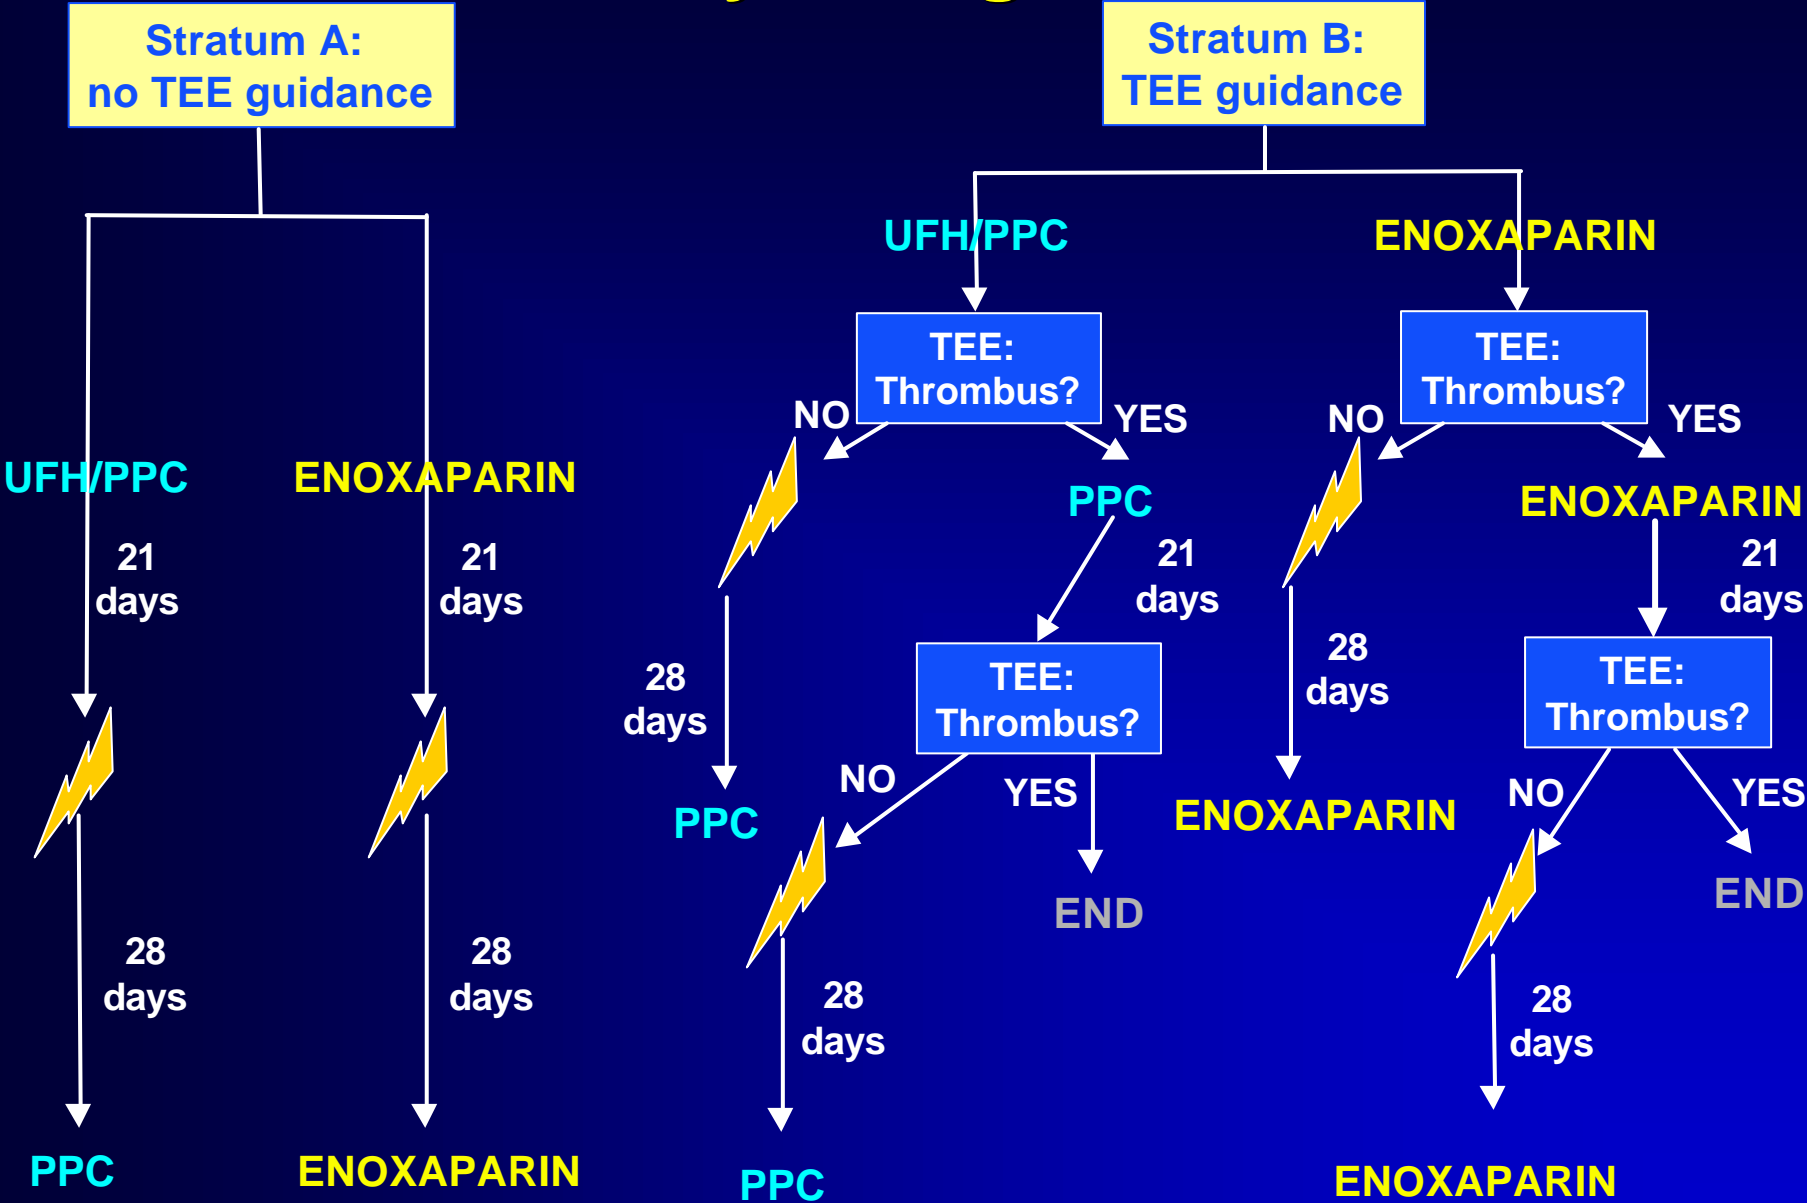 Stratum A:
no TEE guidance
UFH/PPC
ENOXAPARIN
21
days
21
days
28
days
28
days
PPC
ENOXAPARIN
Stratum B:
TEE guidance
UFH/PPC
ENOXAPARIN
TEE:
Thrombus?
NO
YES
PPC
21
days
28
days
PPC
TEE:
Thrombus?
NO
YES
END
28
days
PPC
TEE:
Thrombus?
NO
YES
ENOXAPARIN
21
days
28
days
ENOXAPARIN
TEE:
Thrombus?
NO
YES
END
28
days
ENOXAPARIN